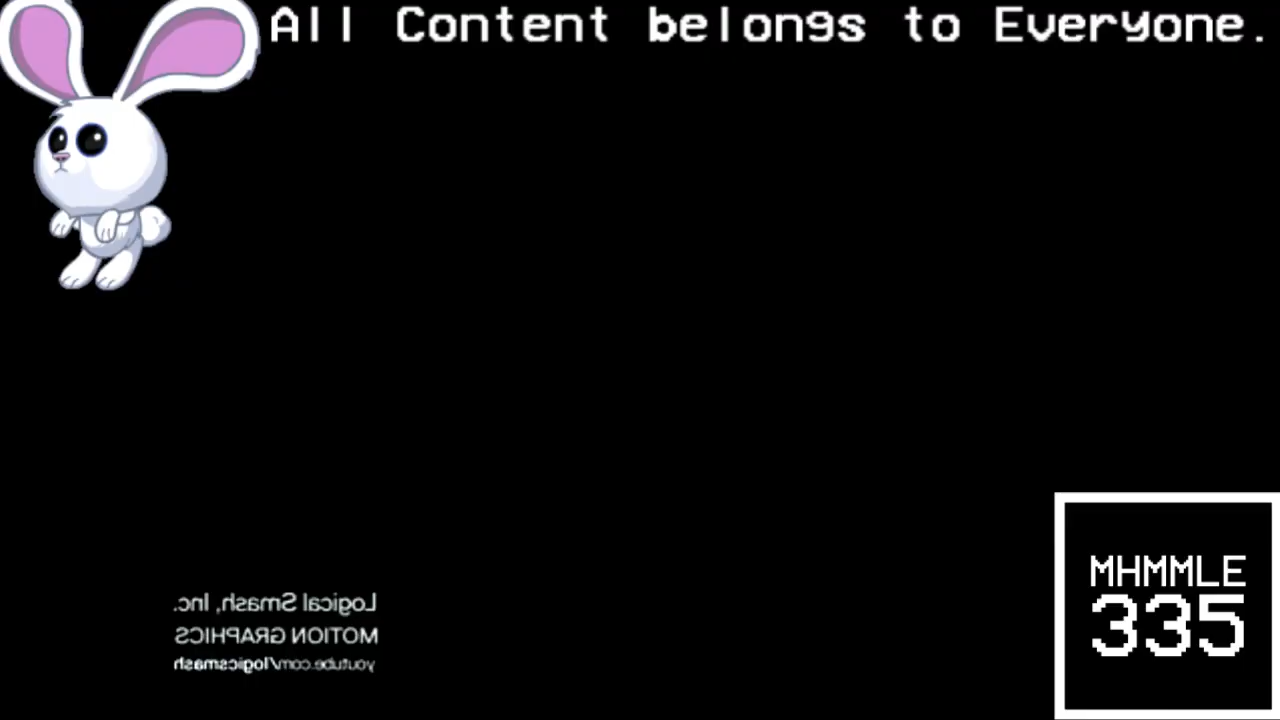 All Content belongs to Everyone.
Logical Smash, Inc.
MOTION GRAPHICS
youtube.com/logicsmash
MHMMLE
335